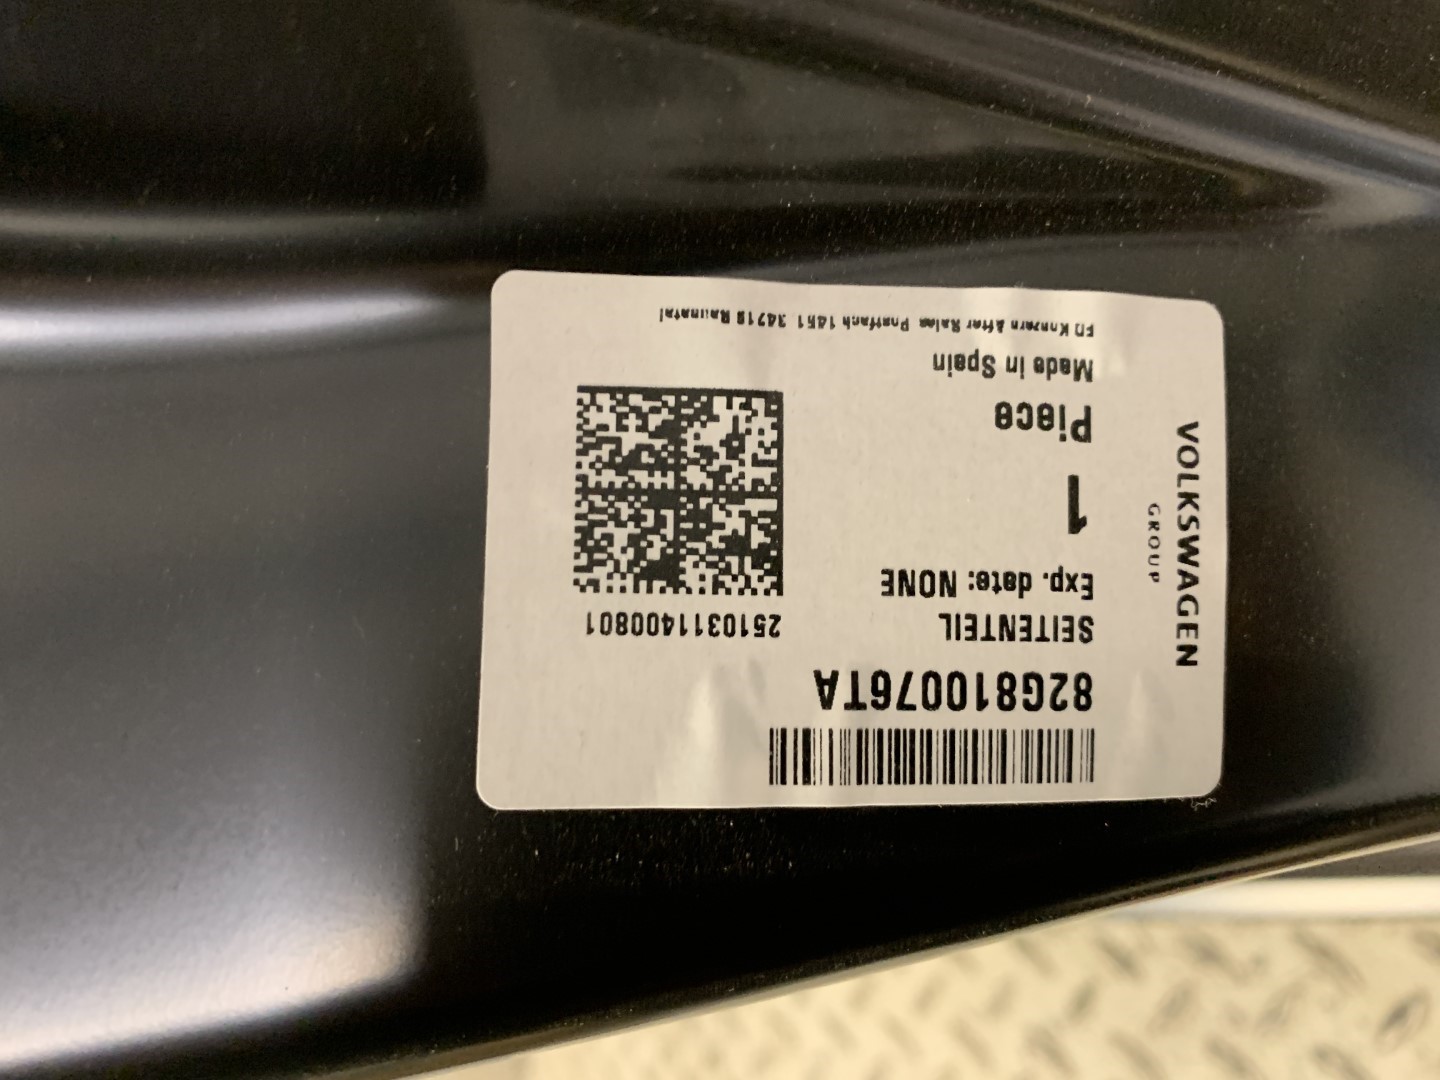 82G810076TA
SEITENTEIL
2510311400801
Exp. date: NONE
1
Piece
Made in Spain
FD Konzern After Sales Postfach 1451 34219 Baunatal
VOLKSWAGEN
GROUP